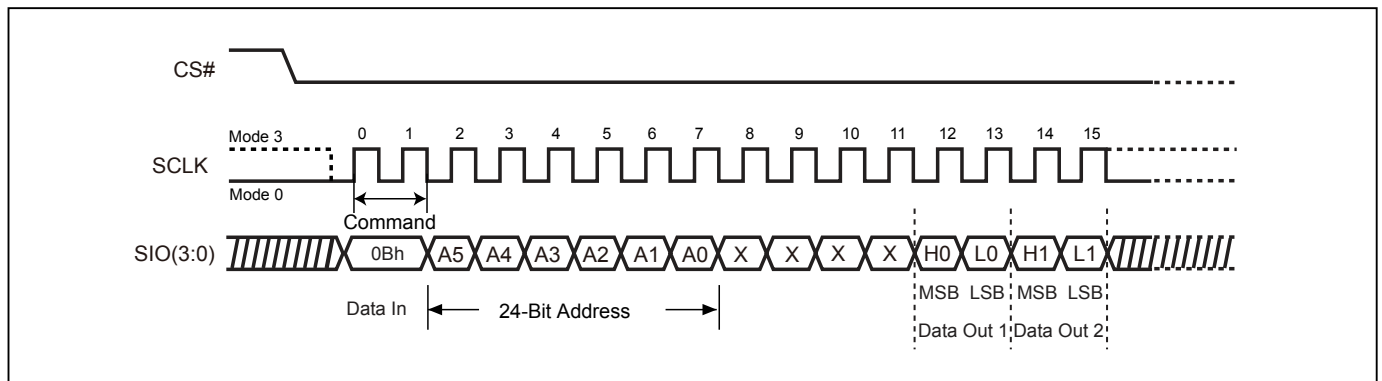 CS#
Mode 3 0 1 2 3 4 5 6 7 8 9 10 11 12 13 14 15
SCLK
Mode 0
Command
SIO(3:0) 0Bh A5 A4 A3 A2 A1 A0 X X X X H0 L0 H1 L1
MSB LSB MSB LSB
Data In 24-Bit Address
Data Out 1 Data Out 2